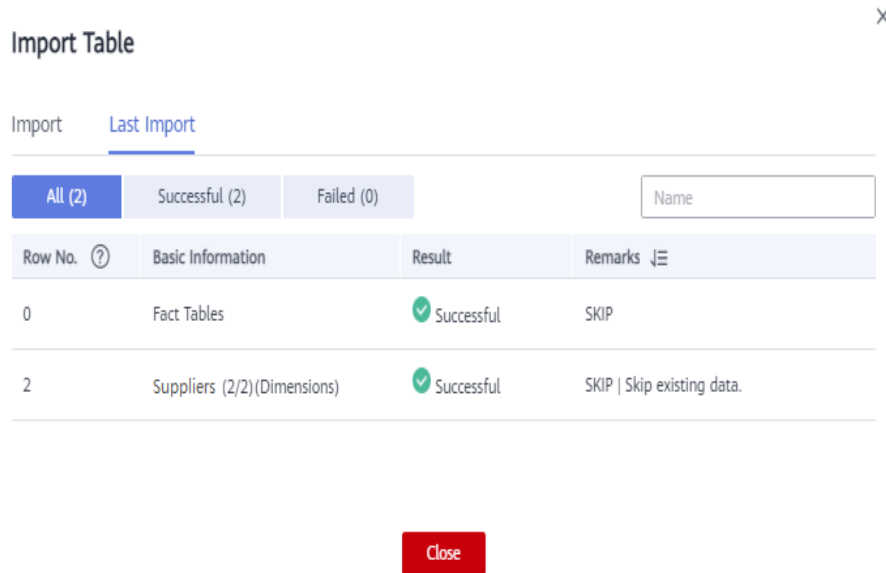 Import Table
Import Last Import
All (2) Successful (2) Failed (0) Name
Row No. ? Basic Information Result Remarks
0 Fact Tables Successful SKIP
2 Suppliers (2/2)(Dimensions) Successful SKIP | Skip existing data.
Close